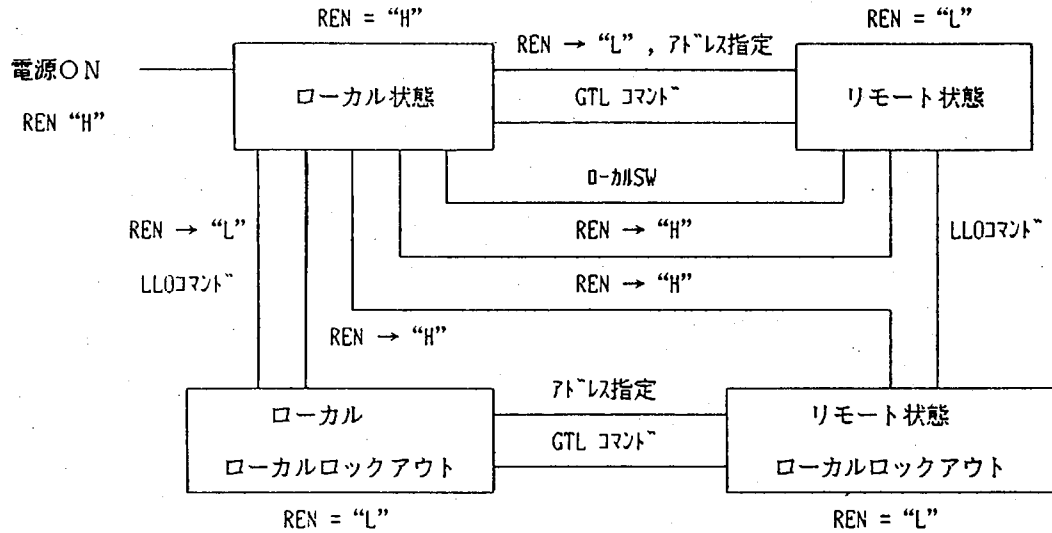 REN = “H”
REN = “L”
REN → “L” , ｱﾄﾞﾚｽ指定
電源ON
ローカル状態
GTL ｺﾏﾝﾄﾞ
リモート状態
REN “H”
ﾛｰｶﾙSW
REN → “L”
REN → “H”
LLOｺﾏﾝﾄﾞ
LLOｺﾏﾝﾄﾞ
REN → “H”
REN → “H”
ｱﾄﾞﾚｽ指定
ローカル
リモート状態
GTL ｺﾏﾝﾄﾞ
ローカルロックアウト
ローカルロックアウト
REN = “L”
REN = “L”